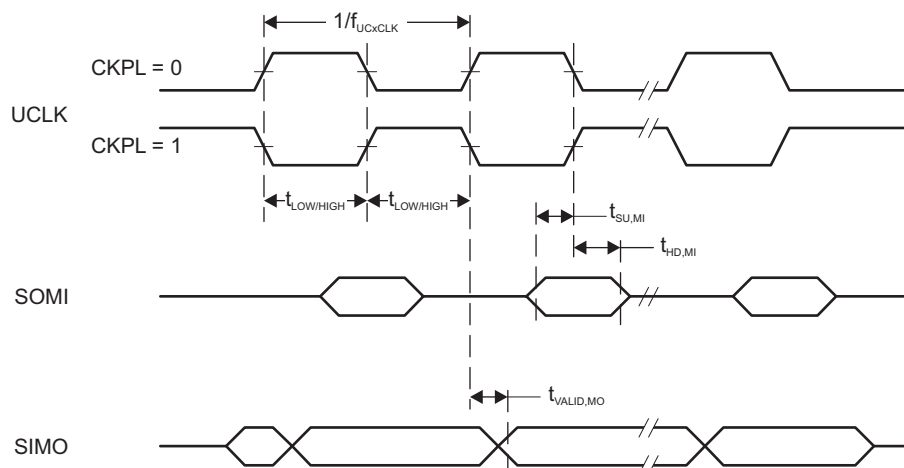 1/fUCxCLK
CKPL = 0
UCLK
CKPL = 1
tLOW/HIGH tLOW/HIGH
tSU,MI
tHD,MI
SOMI
tVALID,MO
SIMO